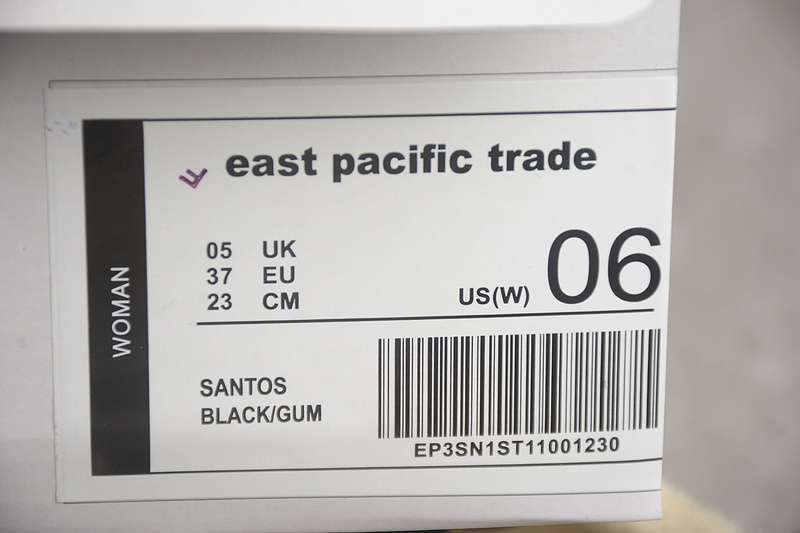 WOMAN
east pacific trade
05 UK
37 EU
23 CM
US(W) 06
SANTOS
BLACK/GUM
EP3SN1ST11001230